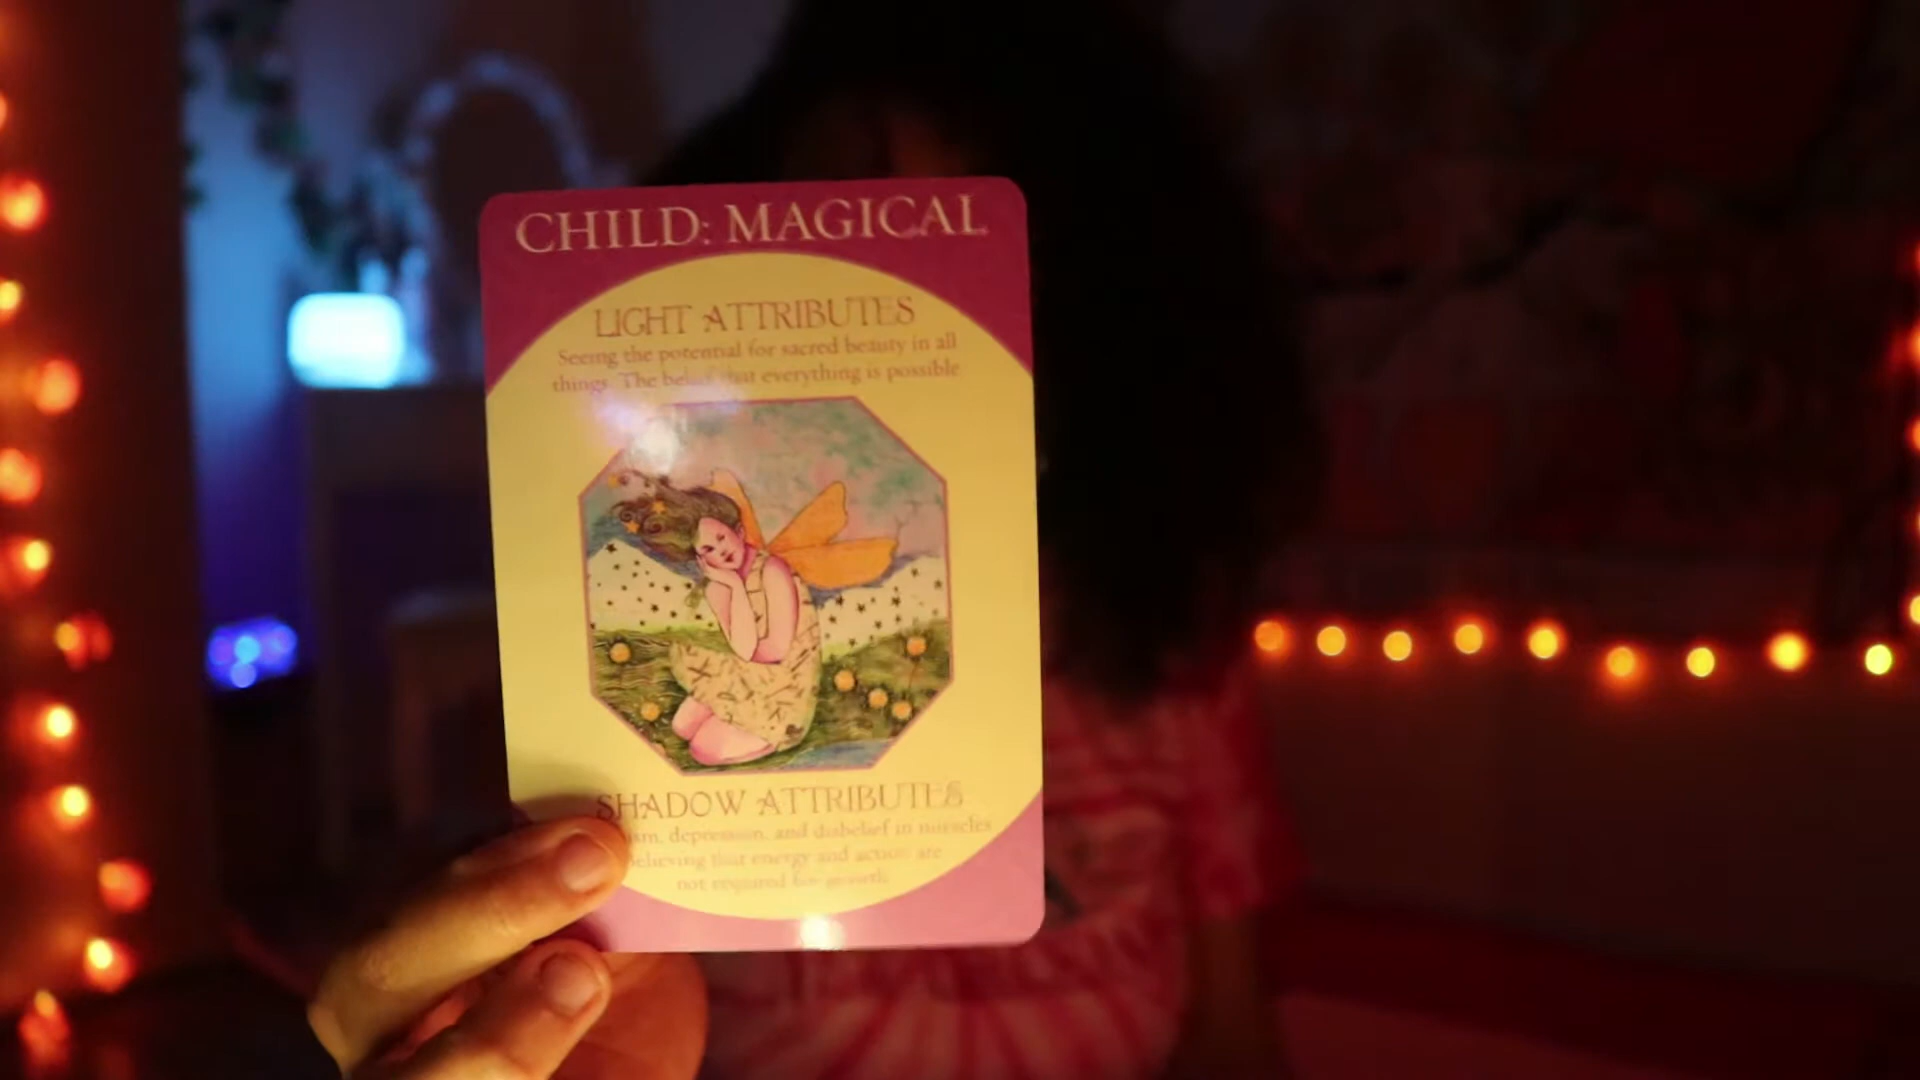 CHILD: MAGICAL
LIGHT ATTRIBUTES
Seeing the potential for sacred beauty in all
things. The belief that everything is possible
SHADOW ATTRIBUTES
depression, and disbelief in miracles
Believing that energy and action are
not required for growth